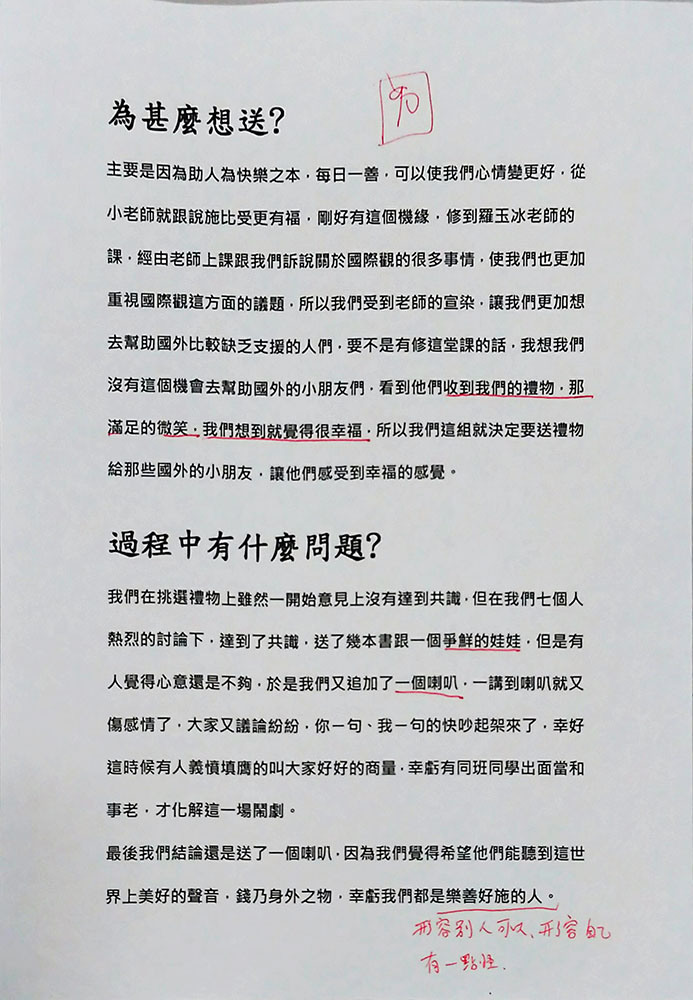 為甚麼想送?
主要是因為助人為快樂之本，每日一善，可以使我們心情變更好，從
小老師就跟說施比受更有福，剛好有這個機緣，修到羅玉冰老師的
課，經由老師上課跟我們訴說關於國際觀的很多事情，使我們也更加
重視國際觀這方面的議題，所以我們受到老師的宣染，讓我們更加想
去幫助國外比較缺乏支援的人們，要不是有修這堂課的話，我想我們
沒有這個機會去幫助國外的小朋友們，看到他們收到我們的禮物，那
滿足的微笑，我們想到就覺得很幸福，所以我們這組就決定要送禮物
給那些國外的小朋友，讓他們感受到幸福的感覺。
過程中有什麼問題?
我們在挑選禮物上雖然一開始意見上沒有達到共識，但在我們七個人
熱烈的討論下，達到了共識，送了幾本書跟一個爭鮮的娃娃，但是有
人覺得心意還是不夠，於是我們又追加了一個喇叭，一講到喇叭就又
傷感情了，大家又議論紛紛，你一句、我一句的快吵起架來了，幸好
這時候有人義憤填鷹的叫大家好好的商量，幸虧有同班同學出面當和
事老，才化解這一場鬧劇。
最後我們結論還是送了一個喇叭，因為我們覺得希望他們能聽到這世
界上美好的聲音，錢乃身外之物，幸虧我們都是樂善好施的人。
形容別人可以、形容自己
有一點怪.